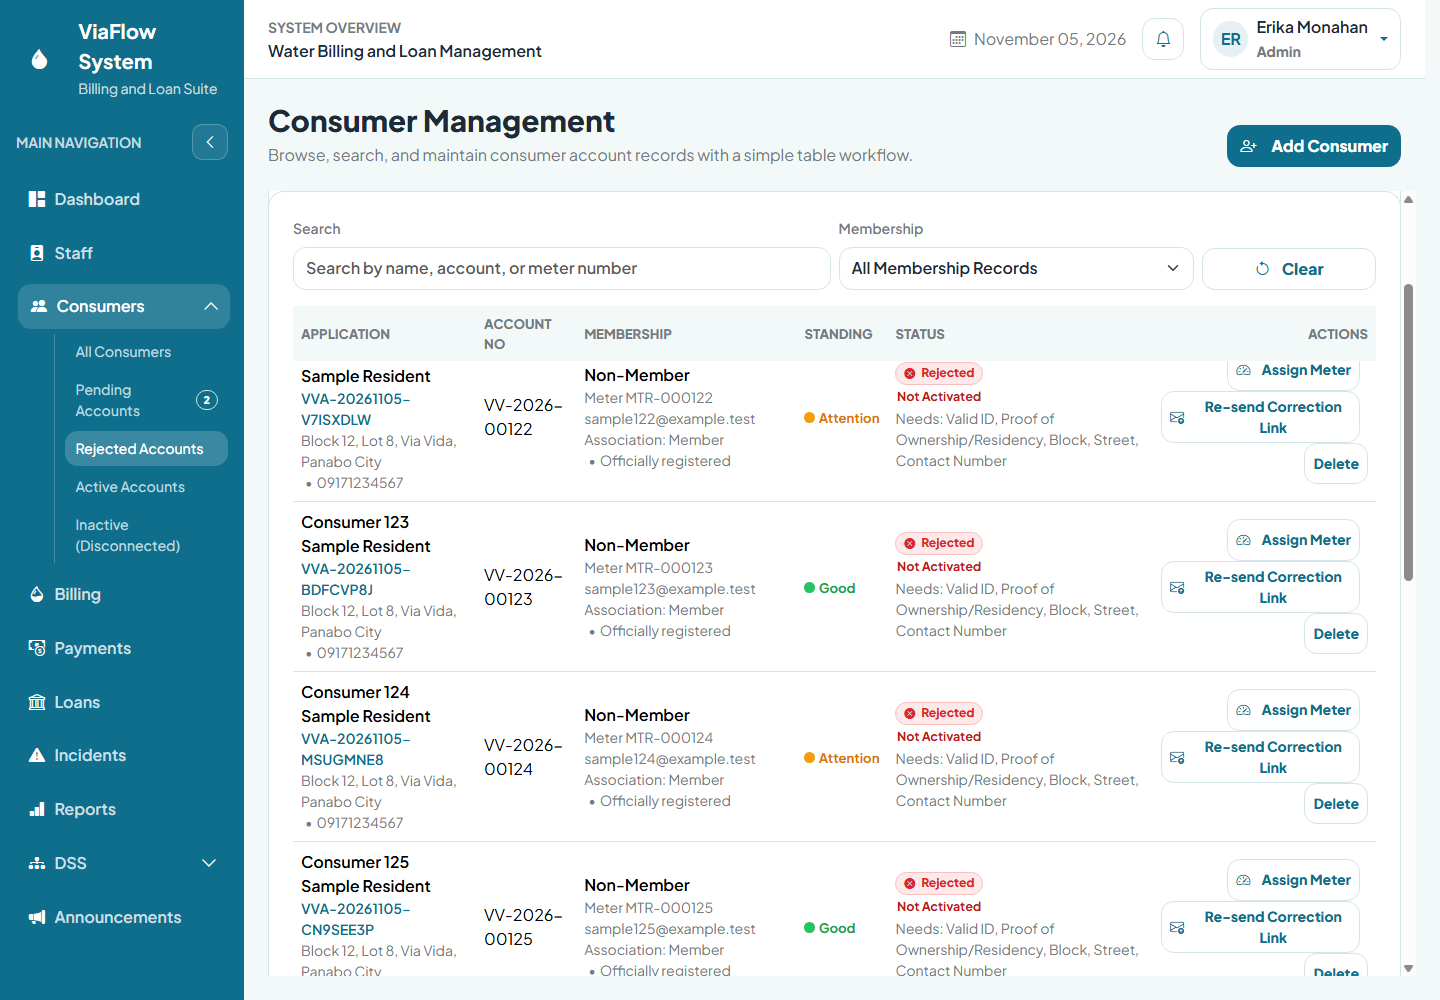 ViaFlow
System
Billing and Loan Suite
MAIN NAVIGATION
Dashboard
Staff
Consumers
All Consumers
Pending
Accounts
2
Rejected Accounts
Active Accounts
Inactive
(Disconnected)
Billing
Payments
Loans
Incidents
Reports
DSS
Announcements
SYSTEM OVERVIEW
Water Billing and Loan Management
November 05, 2026
ER
Erika Monahan
Admin
Consumer Management
Browse, search, and maintain consumer account records with a simple table workflow.
Add Consumer
Search
Search by name, account, or meter number
Membership
All Membership Records
Clear
APPLICATION
ACCOUNT
NO
MEMBERSHIP
STANDING
STATUS
ACTIONS
Sample Resident
VVA-20261105-
V7ISXDLW
Block 12, Lot 8, Via Vida,
Panabo City
• 09171234567
VV-2026-
00122
Non-Member
Meter MTR-000122
sample122@example.test
Association: Member
• Officially registered
Attention
Rejected
Not Activated
Needs: Valid ID, Proof of
Ownership/Residency, Block, Street,
Contact Number
Assign Meter
Re-send Correction
Link
Delete
Consumer 123
Sample Resident
VVA-20261105-
BDFCVP8J
Block 12, Lot 8, Via Vida,
Panabo City
• 09171234567
VV-2026-
00123
Non-Member
Meter MTR-000123
sample123@example.test
Association: Member
• Officially registered
Good
Rejected
Not Activated
Needs: Valid ID, Proof of
Ownership/Residency, Block, Street,
Contact Number
Assign Meter
Re-send Correction
Link
Delete
Consumer 124
Sample Resident
VVA-20261105-
MSUGMNE8
Block 12, Lot 8, Via Vida,
Panabo City
• 09171234567
VV-2026-
00124
Non-Member
Meter MTR-000124
sample124@example.test
Association: Member
• Officially registered
Attention
Rejected
Not Activated
Needs: Valid ID, Proof of
Ownership/Residency, Block, Street,
Contact Number
Assign Meter
Re-send Correction
Link
Delete
Consumer 125
Sample Resident
VVA-20261105-
CN9SEE3P
Block 12, Lot 8, Via Vida,
Panabo City
VV-2026-
00125
Non-Member
Meter MTR-000125
sample125@example.test
Association: Member
• Officially registered
Good
Rejected
Not Activated
Needs: Valid ID, Proof of
Ownership/Residency, Block, Street,
Contact Number
Assign Meter
Re-send Correction
Link
Delete